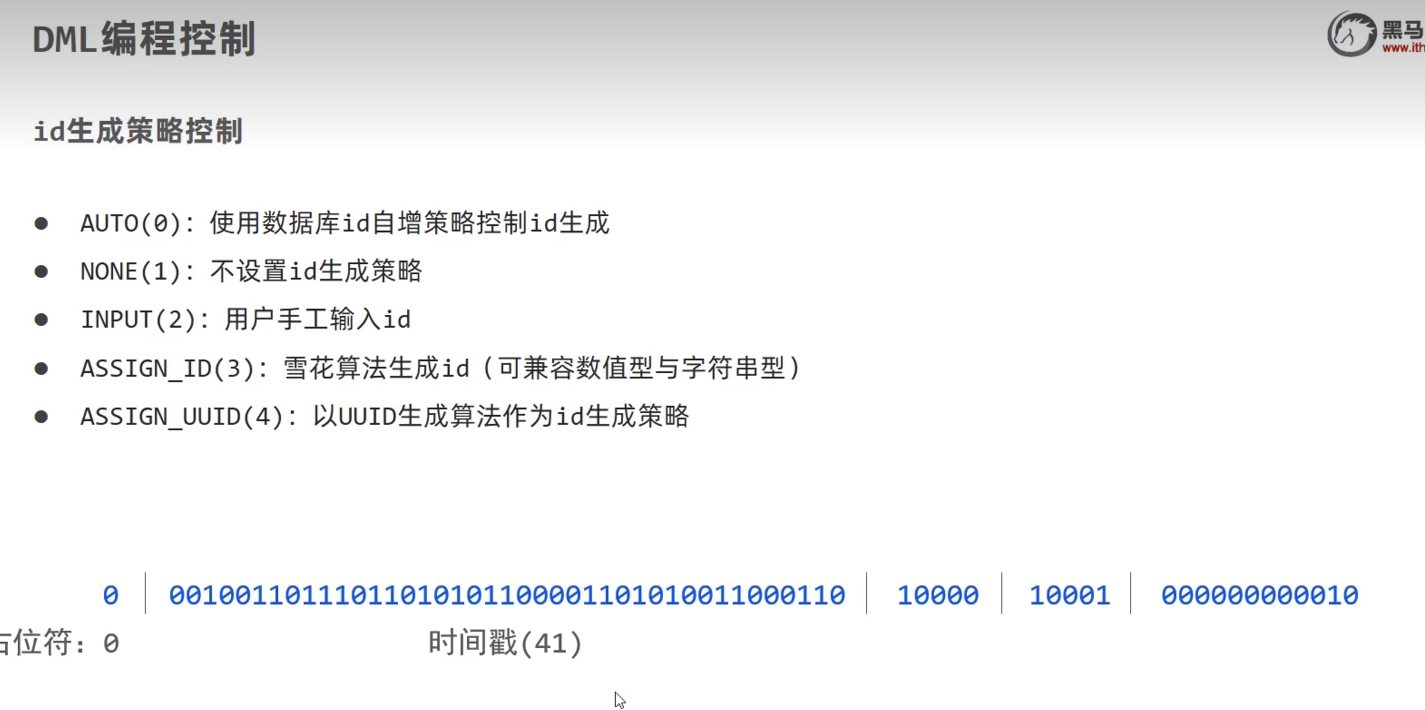 DML编程控制
黑马
www.ith
id生成策略控制
● AUTO(0)：使用数据库id自增策略控制id生成
● NONE(1)：不设置id生成策略
● INPUT(2)：用户手工输入id
● ASSIGN_ID(3)：雪花算法生成id（可兼容数值型与字符串型）
● ASSIGN_UUID(4)：以UUID生成算法作为id生成策略
0 | 00100110111011010101100001101010011000110 | 10000 | 10001 | 000000000010
占位符：0 时间戳(41)